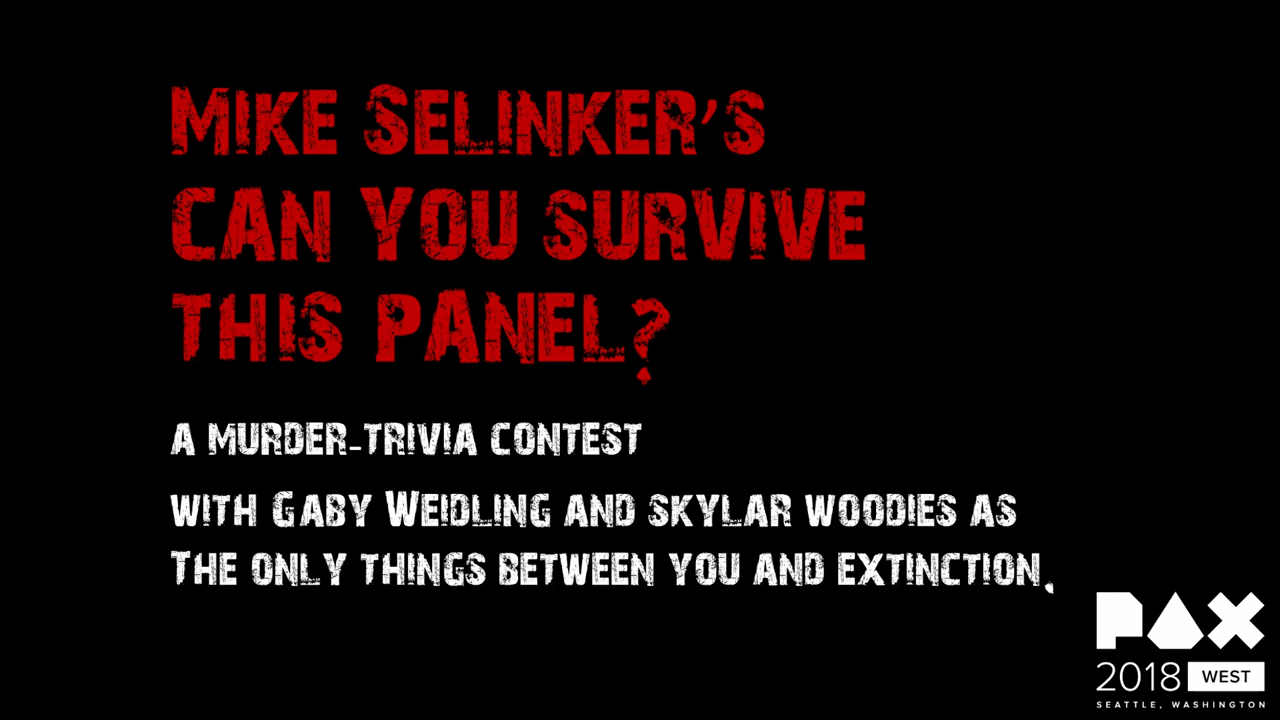 Mike Selinker's
Can You survive
this panel?
A murder-trivia contest
with Gaby Weidling and skylar woodies as
The only things between you and extinction.
PAX
2018 WEST
SEATTLE, WASHINGTON